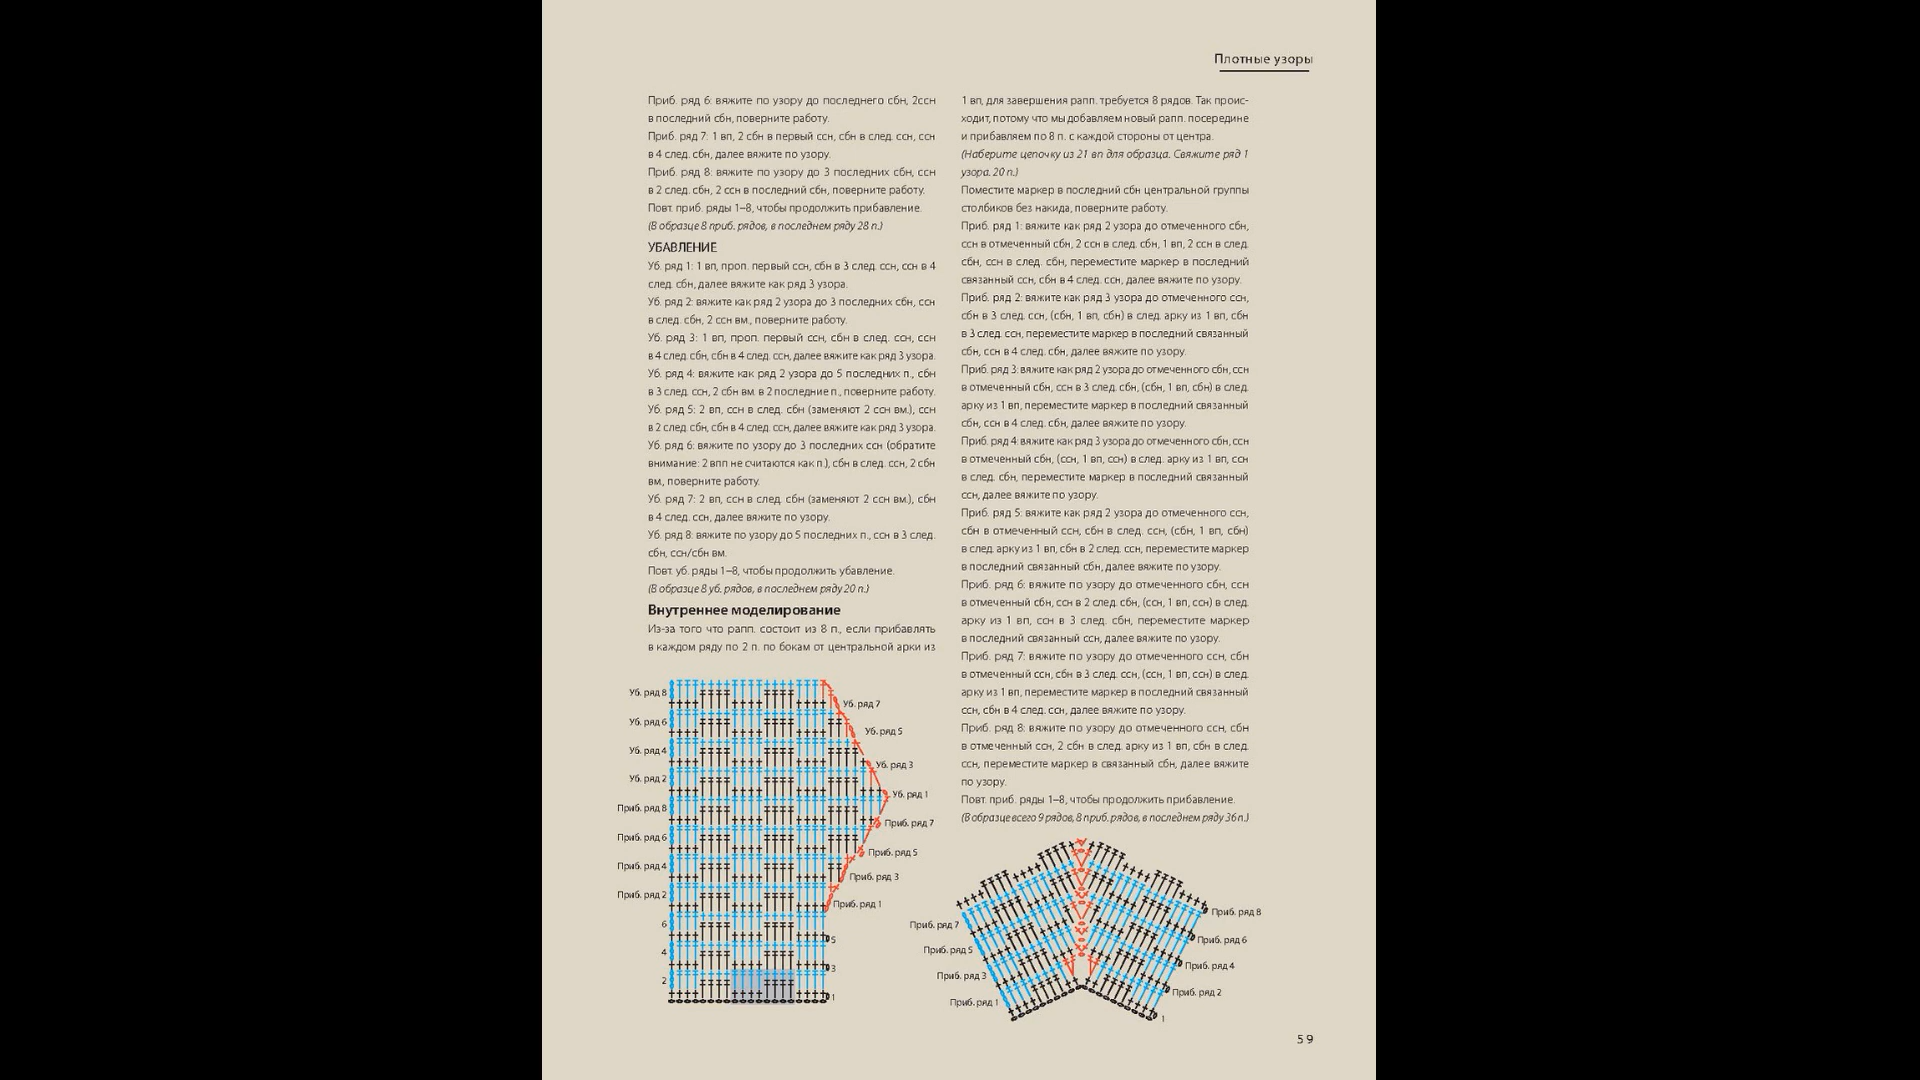 Плотные узоры
Приб. ряд 6: вяжите по узору до последнего сбн, 2ссн
в последний сбн, поверните работу.
Приб. ряд 7: 1 вп, 2 сбн в первый ссн, сбн в след. ссн, ссн
в 4 след. сбн, далее вяжите по узору.
Приб. ряд 8: вяжите по узору до 3 последних сбн, ссн
в 2 след. сбн, 2 ссн в последний сбн, поверните работу.
Повт. приб. ряды 1–8, чтобы продолжить прибавление.
(В образце 8 приб. рядов, в последнем ряду 28 п.)
УБАВЛЕНИЕ
Уб. ряд 1: 1 вп, проп. первый ссн, сбн в 3 след. ссн, ссн в 4
след. сбн, далее вяжите как ряд 3 узора.
Уб. ряд 2: вяжите как ряд 2 узора до 3 последних сбн, ссн
в след. сбн, 2 ссн вм., поверните работу.
Уб. ряд 3: 1 вп, проп. первый ссн, сбн в след. ссн, ссн
в 4 след. сбн, сбн в 4 след. ссн, далее вяжите как ряд 3 узора.
Уб. ряд 4: вяжите как ряд 2 узора до 5 последних п., сбн
в 3 след. ссн, 2 сбн вм. в 2 последние п., поверните работу.
Уб. ряд 5: 2 вп, ссн в след. сбн (заменяют 2 ссн вм.), ссн
в 2 след. сбн, сбн в 4 след. ссн, далее вяжите как ряд 3 узора.
Уб. ряд 6: вяжите по узору до 3 последних ссн (обратите
внимание: 2 впп не считаются как п.), сбн в след. ссн, 2 сбн
вм., поверните работу.
Уб. ряд 7: 2 вп, ссн в след. сбн (заменяют 2 ссн вм.), сбн
в 4 след. ссн, далее вяжите по узору.
Уб. ряд 8: вяжите по узору до 5 последних п., ссн в 3 след.
сбн, ссн/сбн вм.
Повт. уб. ряды 1–8, чтобы продолжить убавление.
(В образце 8 уб. рядов, в последнем ряду 20 п.)
Внутреннее моделирование
Из-за того что рапп. состоит из 8 п., если прибавлять
в каждом ряду по 2 п. по бокам от центральной арки из
1 вп, для завершения рапп. требуется 8 рядов. Так проис-
ходит, потому что мы добавляем новый рапп. посередине
и прибавляем по 8 п. с каждой стороны от центра.
(Наберите цепочку из 21 вп для образца. Свяжите ряд 1
узора. 20 п.)
Поместите маркер в последний сбн центральной группы
столбиков без накида, поверните работу.
Приб. ряд 1: вяжите как ряд 2 узора до отмеченного сбн,
ссн в отмеченный сбн, 2 ссн в след. сбн, 1 вп, 2 ссн в след.
сбн, ссн в след. сбн, переместите маркер в последний
связанный ссн, сбн в 4 след. ссн, далее вяжите по узору.
Приб. ряд 2: вяжите как ряд 3 узора до отмеченного ссн,
сбн в 3 след. ссн, (сбн, 1 вп, сбн) в след. арку из 1 вп, сбн
в 3 след. ссн, переместите маркер в последний связанный
сбн, ссн в 4 след. сбн, далее вяжите по узору.
Приб. ряд 3: вяжите как ряд 2 узора до отмеченного сбн, ссн
в отмеченный сбн, ссн в 3 след. сбн, (сбн, 1 вп, сбн) в след.
арку из 1 вп, переместите маркер в последний связанный
сбн, ссн в 4 след. сбн, далее вяжите по узору.
Приб. ряд 4: вяжите как ряд 3 узора до отмеченного сбн, ссн
в отмеченный сбн, (ссн, 1 вп, ссн) в след. арку из 1 вп, ссн
в след. сбн, переместите маркер в последний связанный
ссн, далее вяжите по узору.
Приб. ряд 5: вяжите как ряд 2 узора до отмеченного ссн,
сбн в отмеченный ссн, сбн в след. ссн, (сбн, 1 вп, сбн)
в след. арку из 1 вп, сбн в 2 след. ссн, переместите маркер
в последний связанный сбн, далее вяжите по узору.
Приб. ряд 6: вяжите по узору до отмеченного сбн, ссн
в отмеченный сбн, ссн в 2 след. сбн, (ссн, 1 вп, ссн) в след.
арку из 1 вп, ссн в 3 след. сбн, переместите маркер
в последний связанный ссн, далее вяжите по узору.
Приб. ряд 7: вяжите по узору до отмеченного ссн, сбн
в отмеченный ссн, сбн в 3 след. ссн, (ссн, 1 вп, ссн) в след.
арку из 1 вп, переместите маркер в последний связанный
ссн, сбн в 4 след. ссн, далее вяжите по узору.
Приб. ряд 8: вяжите по узору до отмеченного ссн, сбн
в отмеченный ссн, 2 сбн в след. арку из 1 вп, сбн в след.
ссн, переместите маркер в связанный сбн, далее вяжите
по узору.
Повт. приб. ряды 1–8, чтобы продолжить прибавление.
(В образце всего 9 рядов, 8 приб. рядов, в последнем ряду 36 п.)
Уб. ряд 8
Уб. ряд 7
Уб. ряд 6
Уб. ряд 5
Уб. ряд 4
Уб. ряд 3
Уб. ряд 2
Уб. ряд 1
Приб. ряд 8
Приб. ряд 7
Приб. ряд 6
Приб. ряд 5
Приб. ряд 4
Приб. ряд 3
Приб. ряд 2
Приб. ряд 1
6
5
4
3
2
1
Приб. ряд 8
Приб. ряд 7
Приб. ряд 6
Приб. ряд 5
Приб. ряд 4
Приб. ряд 3
Приб. ряд 2
Приб. ряд 1
1
59